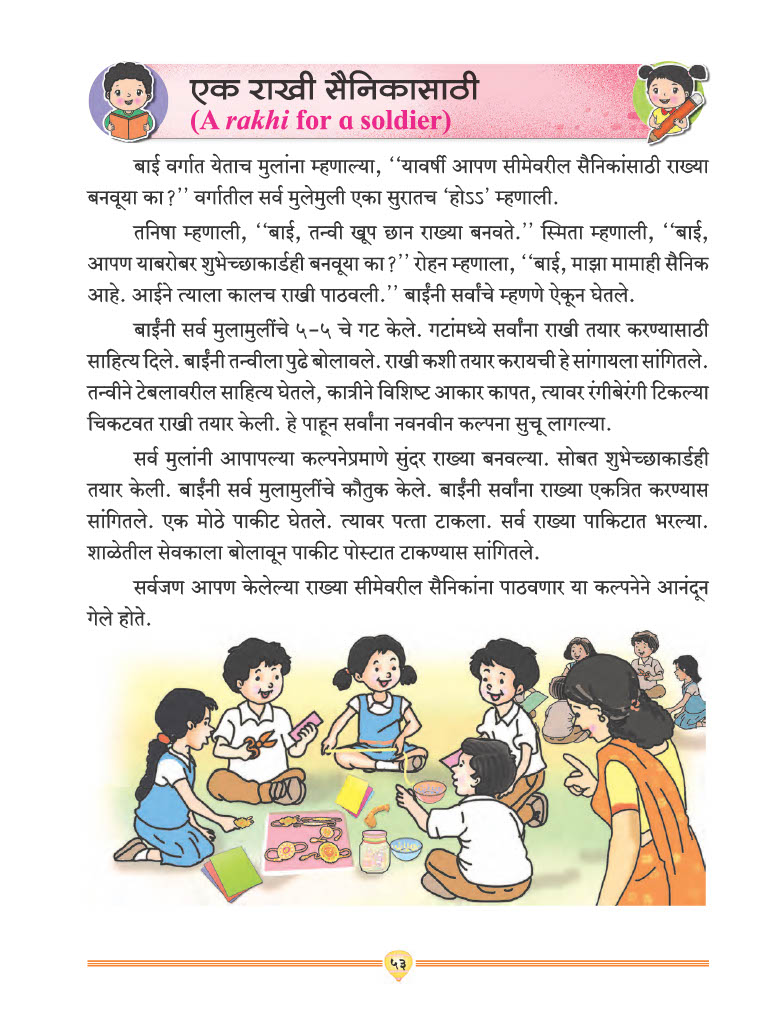 एक राखी सैनिकासाठी
(A rakhi for a soldier)
बाई वर्गात येताच मुलांना म्हणाल्या, ‘‘यावर्षी आपण सीमेवरील सैनिकांसाठी राख्या
बनवूया का?’’ वर्गातील सर्व मुलेमुली एका सुरातच ‘होऽऽ’ म्हणाली.
तनिषा म्हणाली, ‘‘बाई, तन्वी खूप छान राख्या बनवते.’’ स्मिता म्हणाली, ‘‘बाई,
आपण याबरोबर शुभेच्छाकार्डही बनवूया का?’’ रोहन म्हणाला, ‘‘बाई, माझा मामाही सैनिक
आहे. आईने त्याला कालच राखी पाठवली.’’ बाईंनी सर्वांचे म्हणणे ऐकून घेतले.
बाईंनी सर्व मुलामुलींचे ५-५ चे गट केले. गटांमध्ये सर्वांना राखी तयार करण्यासाठी
साहित्य दिले. बाईंनी तन्वीला पुढे बोलावले. राखी कशी तयार करायची हे सांगायला सांगितले.
तन्वीने टेबलावरील साहित्य घेतले, कात्रीने विशिष्ट आकार कापत, त्यावर रंगीबेरंगी टिकल्या
चिकटवत राखी तयार केली. हे पाहून सर्वांना नवनवीन कल्पना सुचू लागल्या.
सर्व मुलांनी आपापल्या कल्पनेप्रमाणे सुंदर राख्या बनवल्या. सोबत शुभेच्छाकार्डही
तयार केली. बाईंनी सर्व मुलामुलींचे कौतुक केले. बाईंनी सर्वांना राख्या एकत्रित करण्यास
सांगितले. एक मोठे पाकीट घेतले. त्यावर पत्ता टाकला. सर्व राख्या पाकिटात भरल्या.
शाळेतील सेवकाला बोलावून पाकीट पोस्टात टाकण्यास सांगितले.
सर्वजण आपण केलेल्या राख्या सीमेवरील सैनिकांना पाठवणार या कल्पनेने आनंदून
गेले होते.
५३